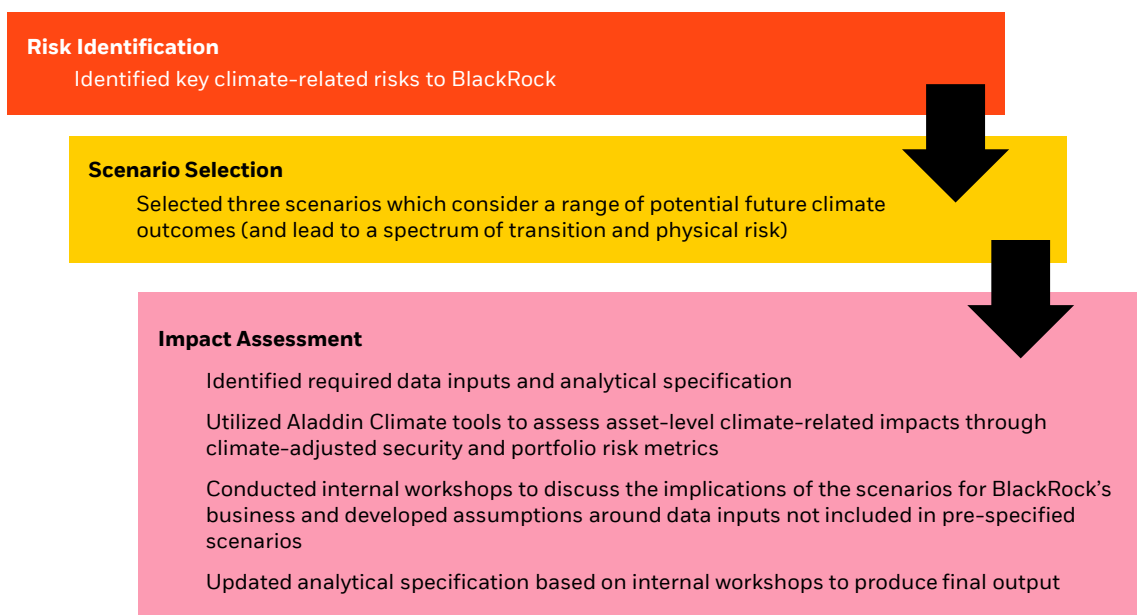 Risk Identification
Identified key climate-related risks to BlackRock
Scenario Selection
Selected three scenarios which consider a range of potential future climate
outcomes (and lead to a spectrum of transition and physical risk)
Impact Assessment
Identified required data inputs and analytical specification
Utilized Aladdin Climate tools to assess asset-level climate-related impacts through
climate-adjusted security and portfolio risk metrics
Conducted internal workshops to discuss the implications of the scenarios for BlackRock’s
business and developed assumptions around data inputs not included in pre-specified
scenarios
Updated analytical specification based on internal workshops to produce final output